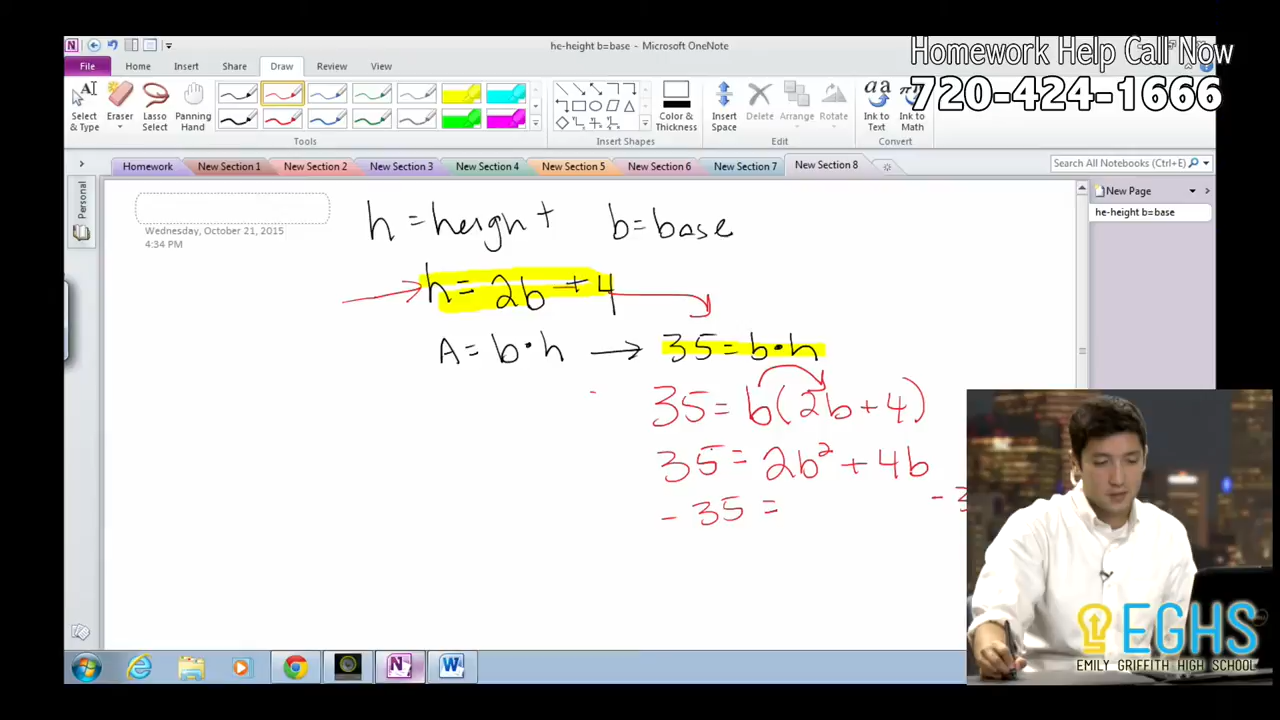 he-height b=base - Microsoft OneNote
Homework Help Call Now
720-424-1666
File Home Insert Share Draw Review View
Select & Type
Eraser
Lasso Select
Panning Hand
Color & Thickness
Insert Space
Delete
Arrange
Rotate
Ink to Text
Ink to Math
Tools
Insert Shapes
Edit
Convert
Homework New Section 1 New Section 2 New Section 3 New Section 4 New Section 5 New Section 6 New Section 7 New Section 8
Search All Notebooks (Ctrl+E)
Personal
New Page
he-height b=base
Wednesday, October 21, 2015
4:34 PM
h = height b = base
h = 2b + 4
A = b · h → 35 = b · h
35 = b(2b + 4)
35 = 2b² + 4b
- 35 = - 3
EGHS
EMILY GRIFFITH HIGH SCHOOL